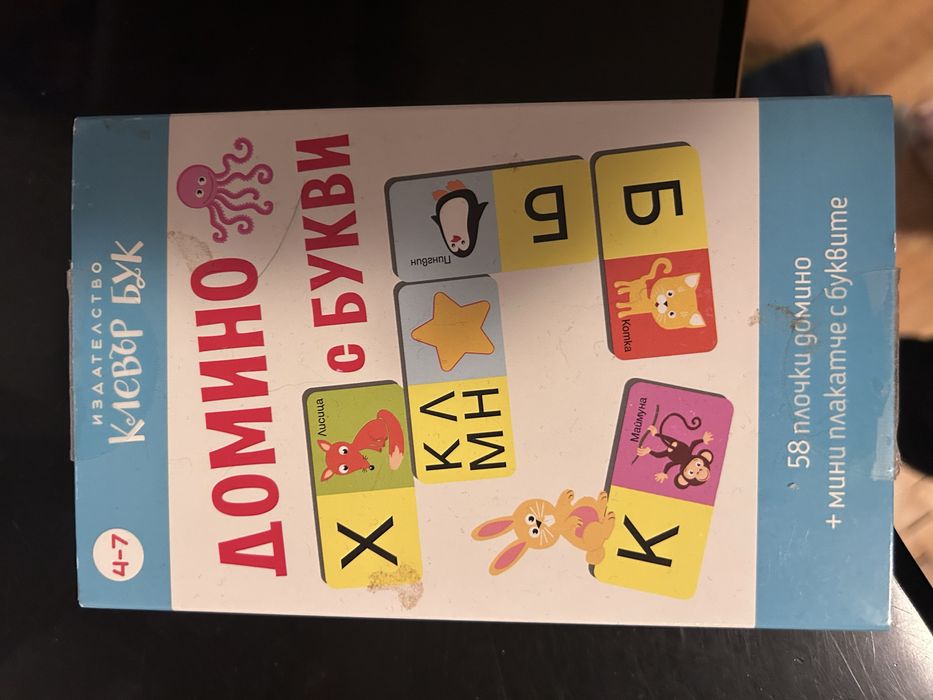 4-7
ИЗДАТЕЛСТВО
КЛЕВЪР БУК
ДОМИНО
с БУКВИ
Х
Лисица
КЛ
МН
Пингвин
П
К
Маймуна
Котка
Б
58 плочки домино
+ мини плакатче с буквите